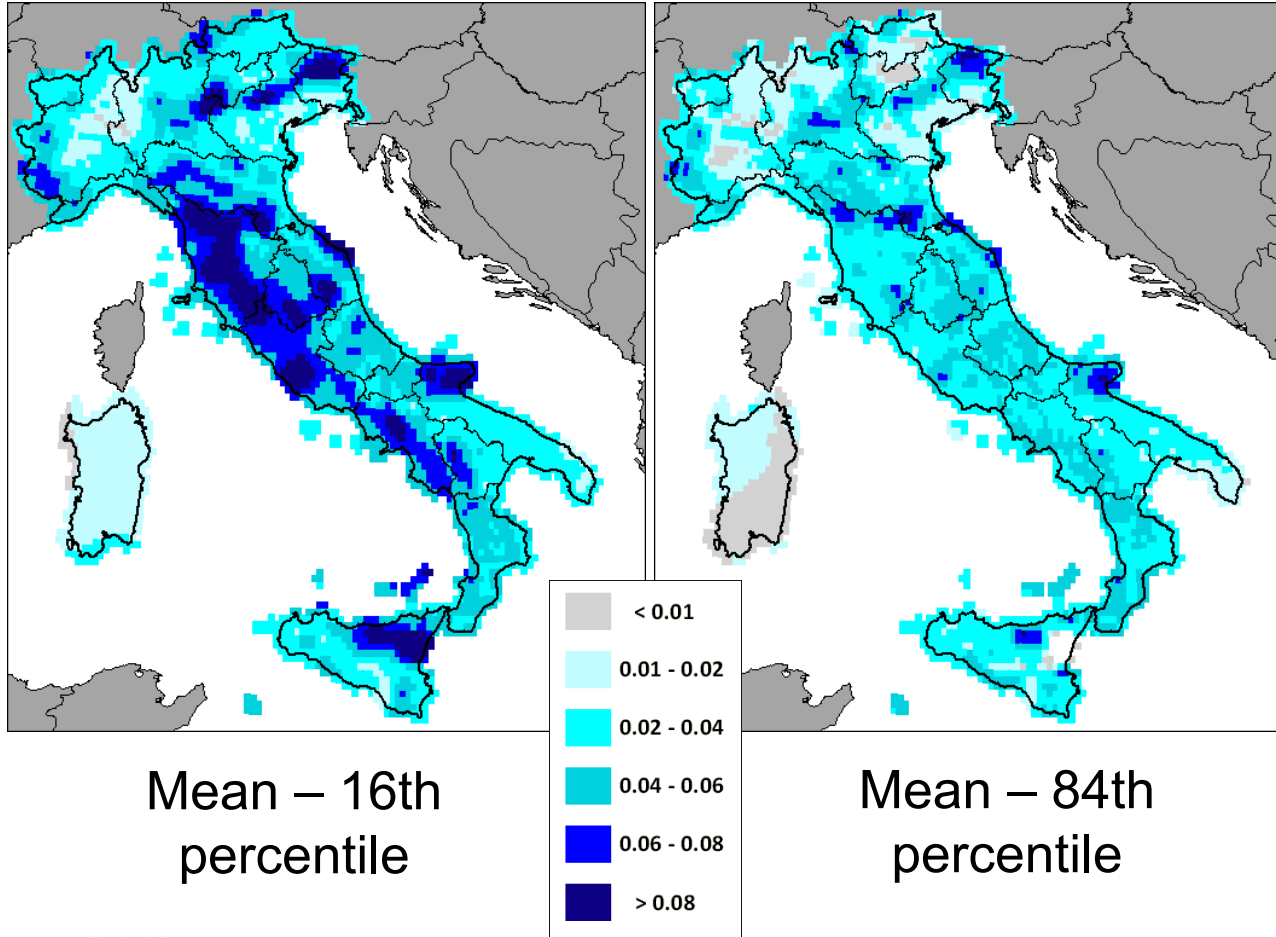 Mean – 16th
percentile
< 0.01
0.01 - 0.02
0.02 - 0.04
0.04 - 0.06
0.06 - 0.08
> 0.08
Mean – 84th
percentile